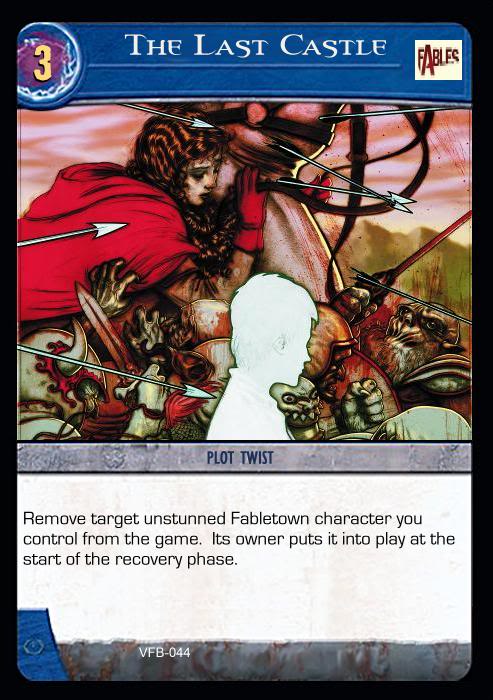 3
The Last Castle
FABLES
PLOT TWIST
Remove target unstunned Fabletown character you
control from the game.  Its owner puts it into play at the
start of the recovery phase.
VFB-044